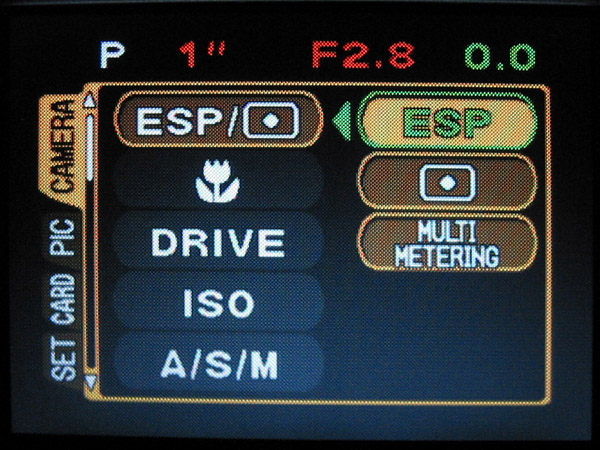 P 1" F2.8 0.0
CAMERA
PIC
CARD
SET
ESP/
DRIVE
ISO
A/S/M
ESP
MULTI
METERING